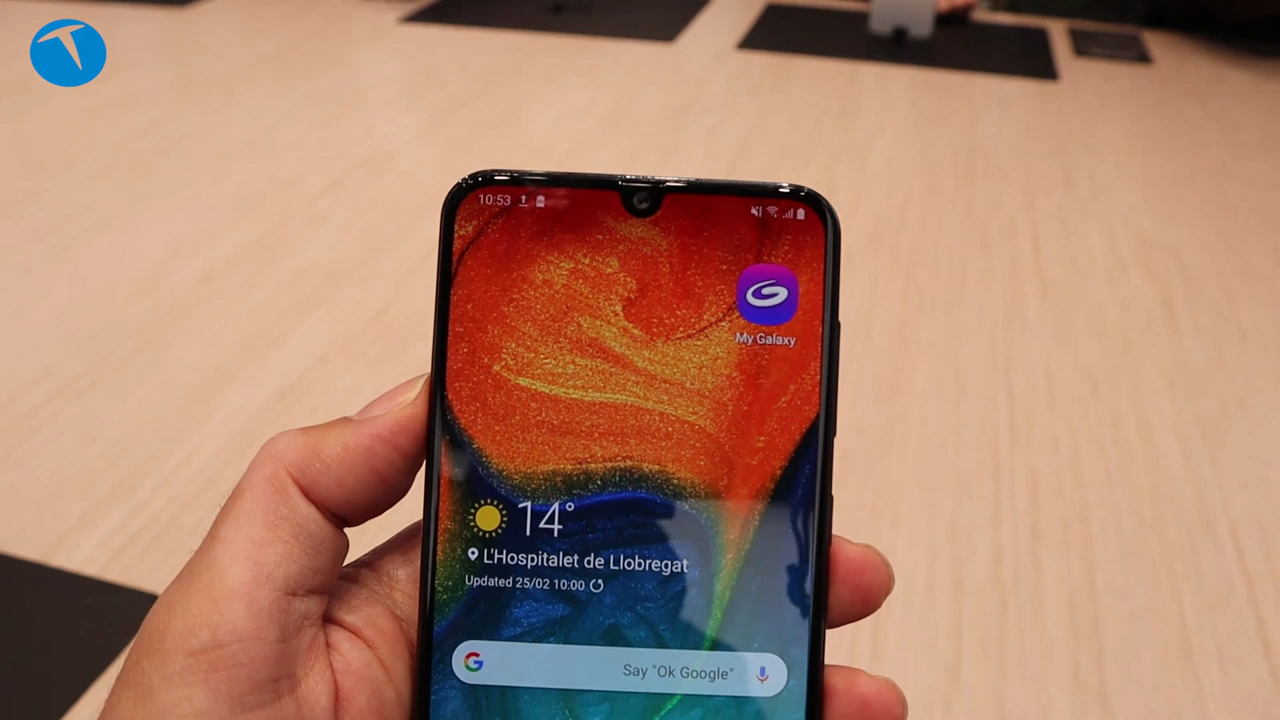 10:53
My Galaxy
14°
L'Hospitalet de Llobregat
Updated 25/02 10:00
Say "Ok Google"